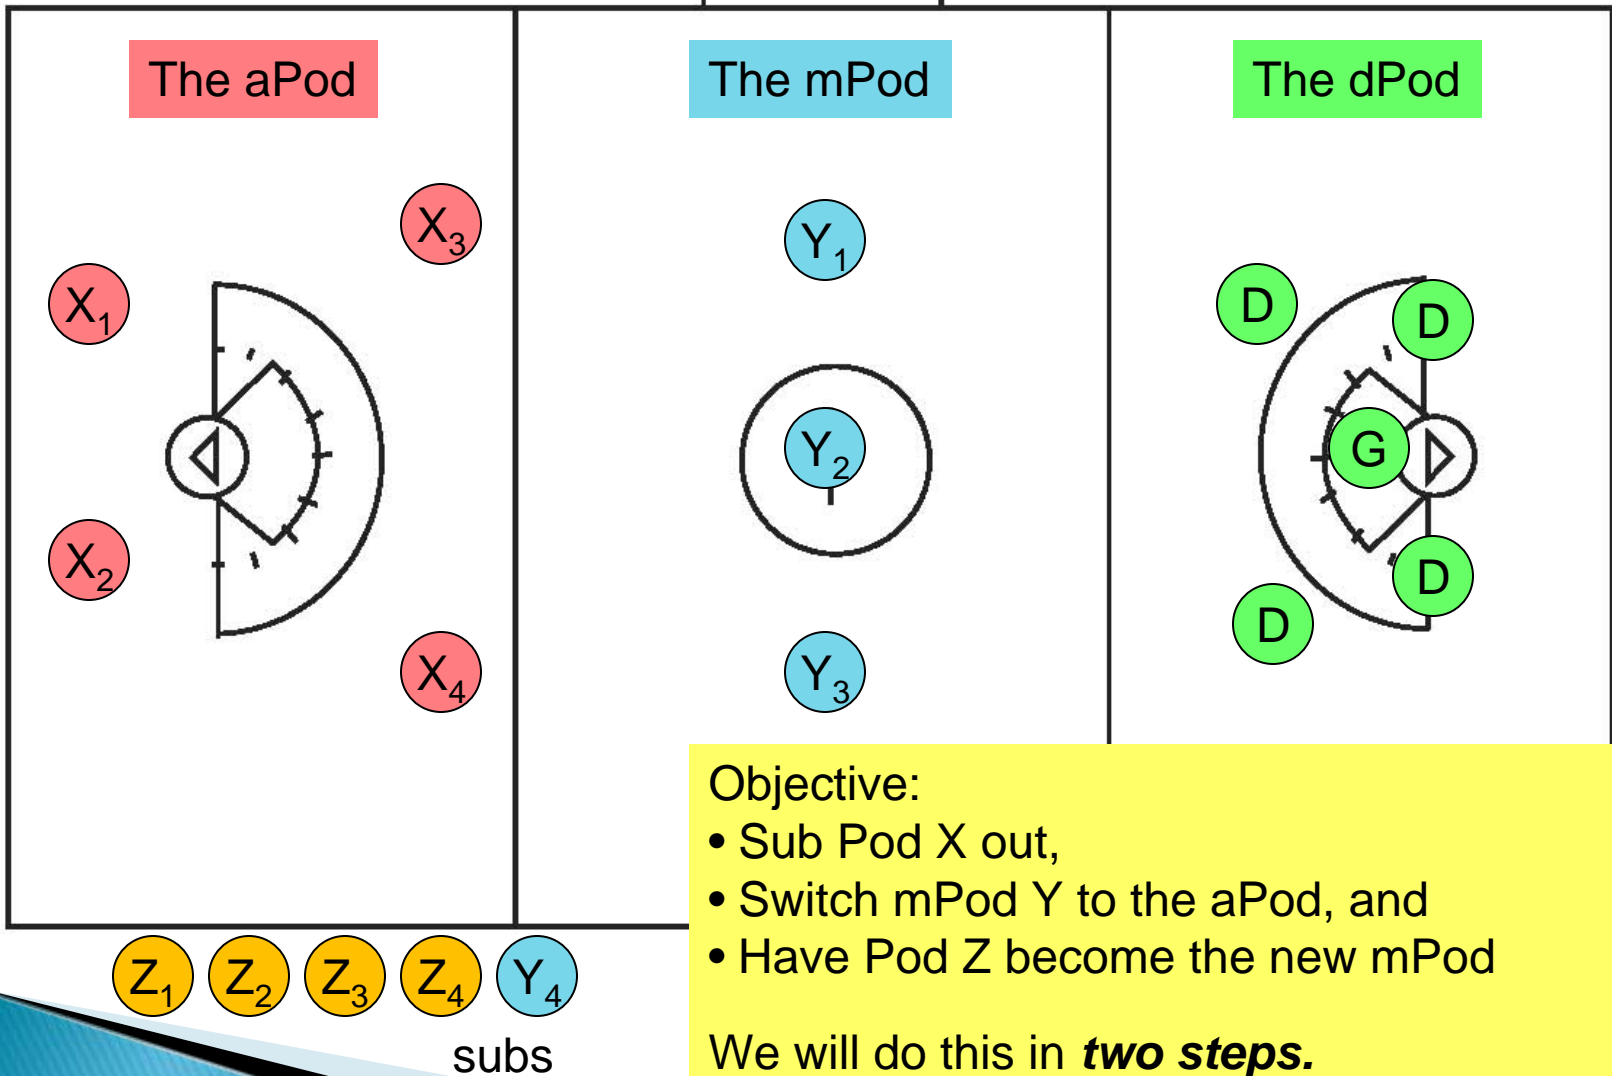 The aPod
The mPod
The dPod
X3
Y1
X1
D
D
Y2
G
X2
D
D
X4
Y3
Objective:
• Sub Pod X out,
• Switch mPod Y to the aPod, and
• Have Pod Z become the new mPod
We will do this in two steps.
Z1 Z2 Z3 Z4 Y4
subs